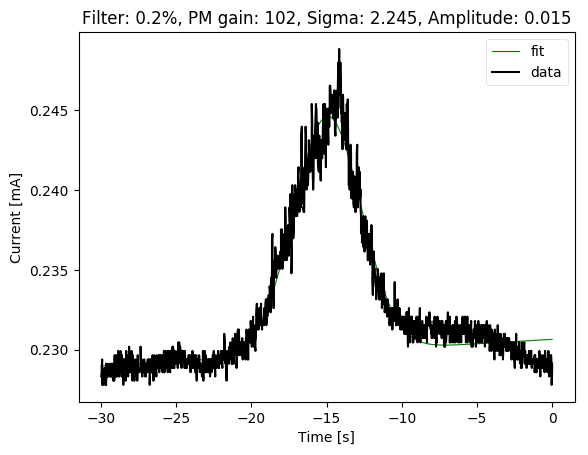 Filter: 0.2%, PM gain: 102, Sigma: 2.245, Amplitude: 0.015
fit
data
0.245
0.240
0.235
0.230
Current [mA]
−30
−25
−20
−15
−10
−5
0
Time [s]